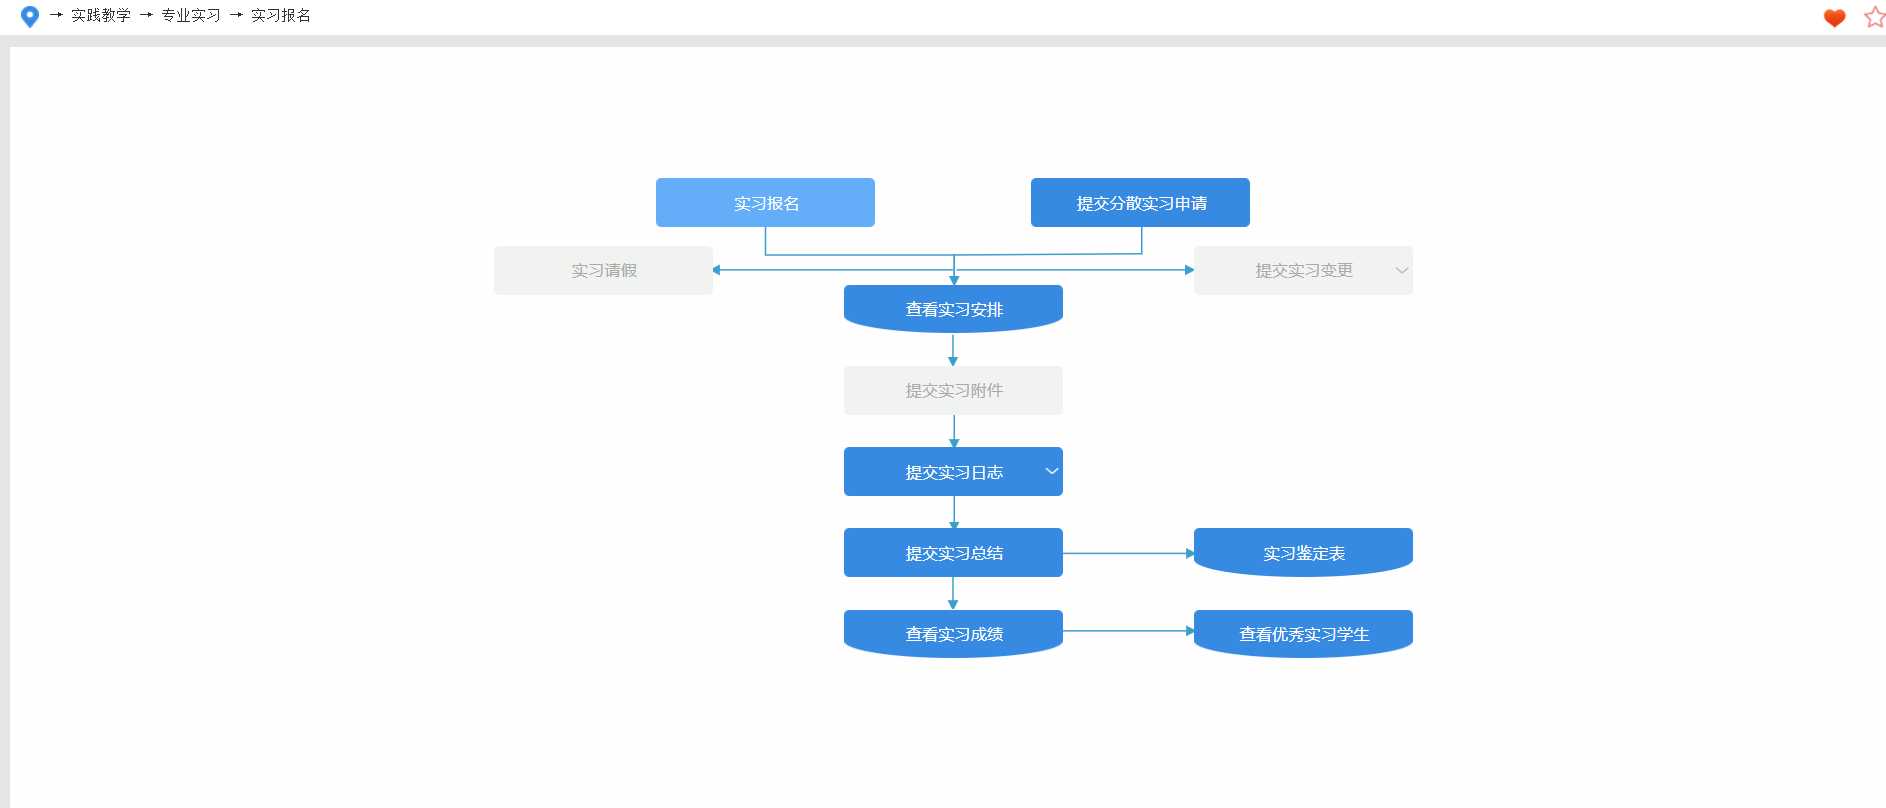 → 实践教学 → 专业实习 → 实习报名
实习报名
提交分散实习申请
实习请假
提交实习变更
查看实习安排
提交实习附件
提交实习日志
提交实习总结
实习鉴定表
查看实习成绩
查看优秀实习学生